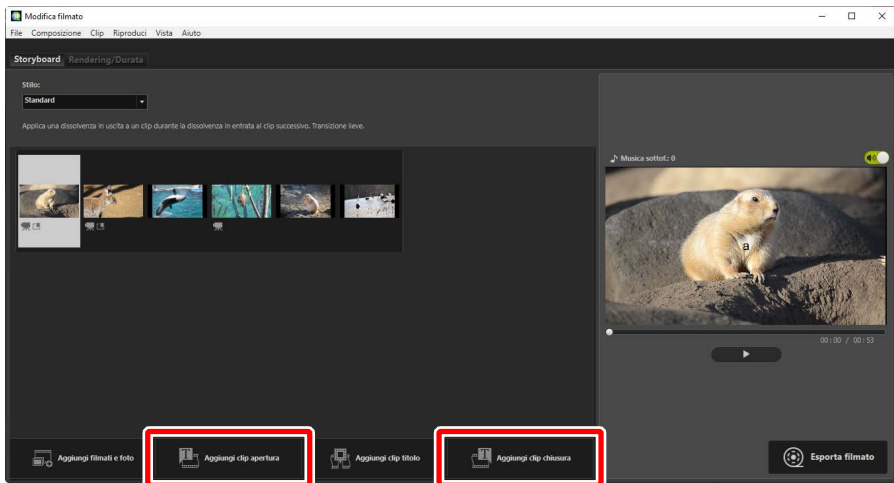 Modifica filmato
File Composizione Clip Riproduci Vista Aiuto
Storyboard Rendering/Durata
Stilo:
Standard
Applica una dissolvenza in uscita a un clip durante la dissolvenza in entrata al clip successivo. Transizione lieve.
Musica sottof.: 0
a
00:00 / 00:53
Aggiungi filmati e foto
Aggiungi clip apertura
Aggiungi clip titolo
Aggiungi clip chiusura
Esporta filmato